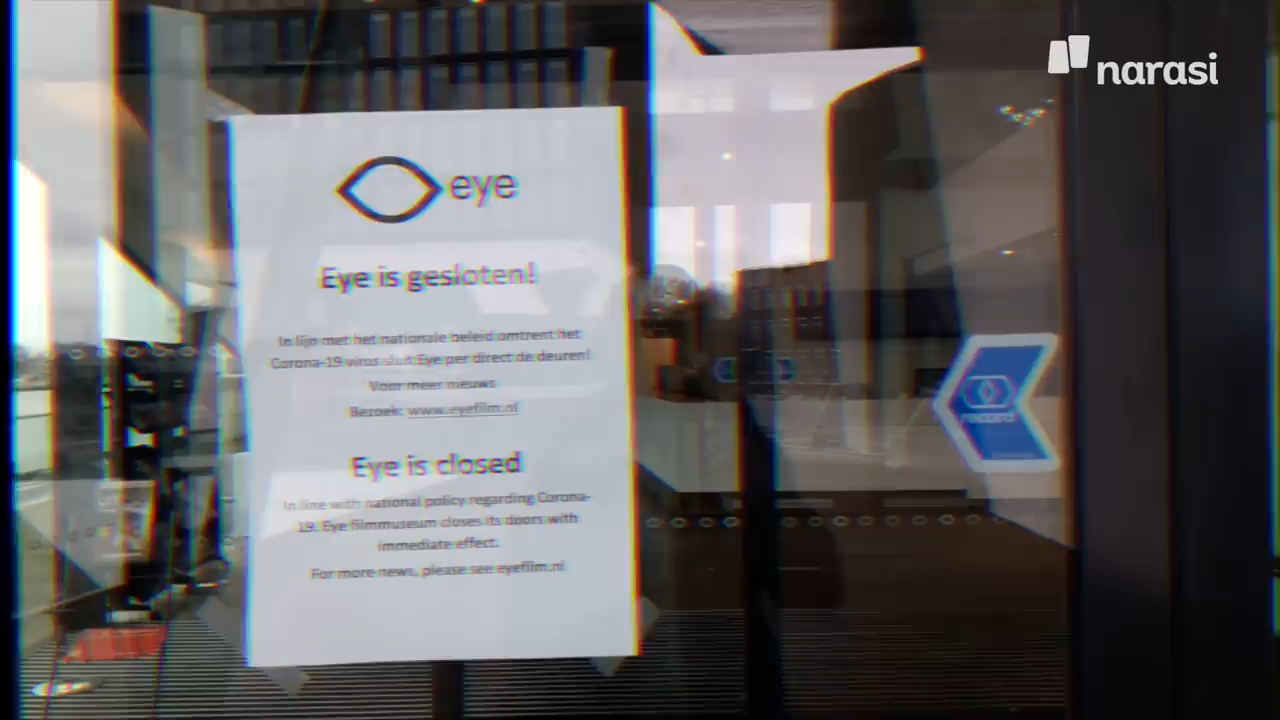 narasi
eye
Eye is gesloten!
In lijn met het nationale beleid omtrent het
Corona-19 virus sluit Eye per direct de deuren!
Voor meer nieuws
Bezoek: www.eyefilm.nl
Eye is closed
In line with national policy regarding Corona-
19. Eye filmmuseum closes its doors with
immediate effect.
For more news, please see eyefilm.nl
record